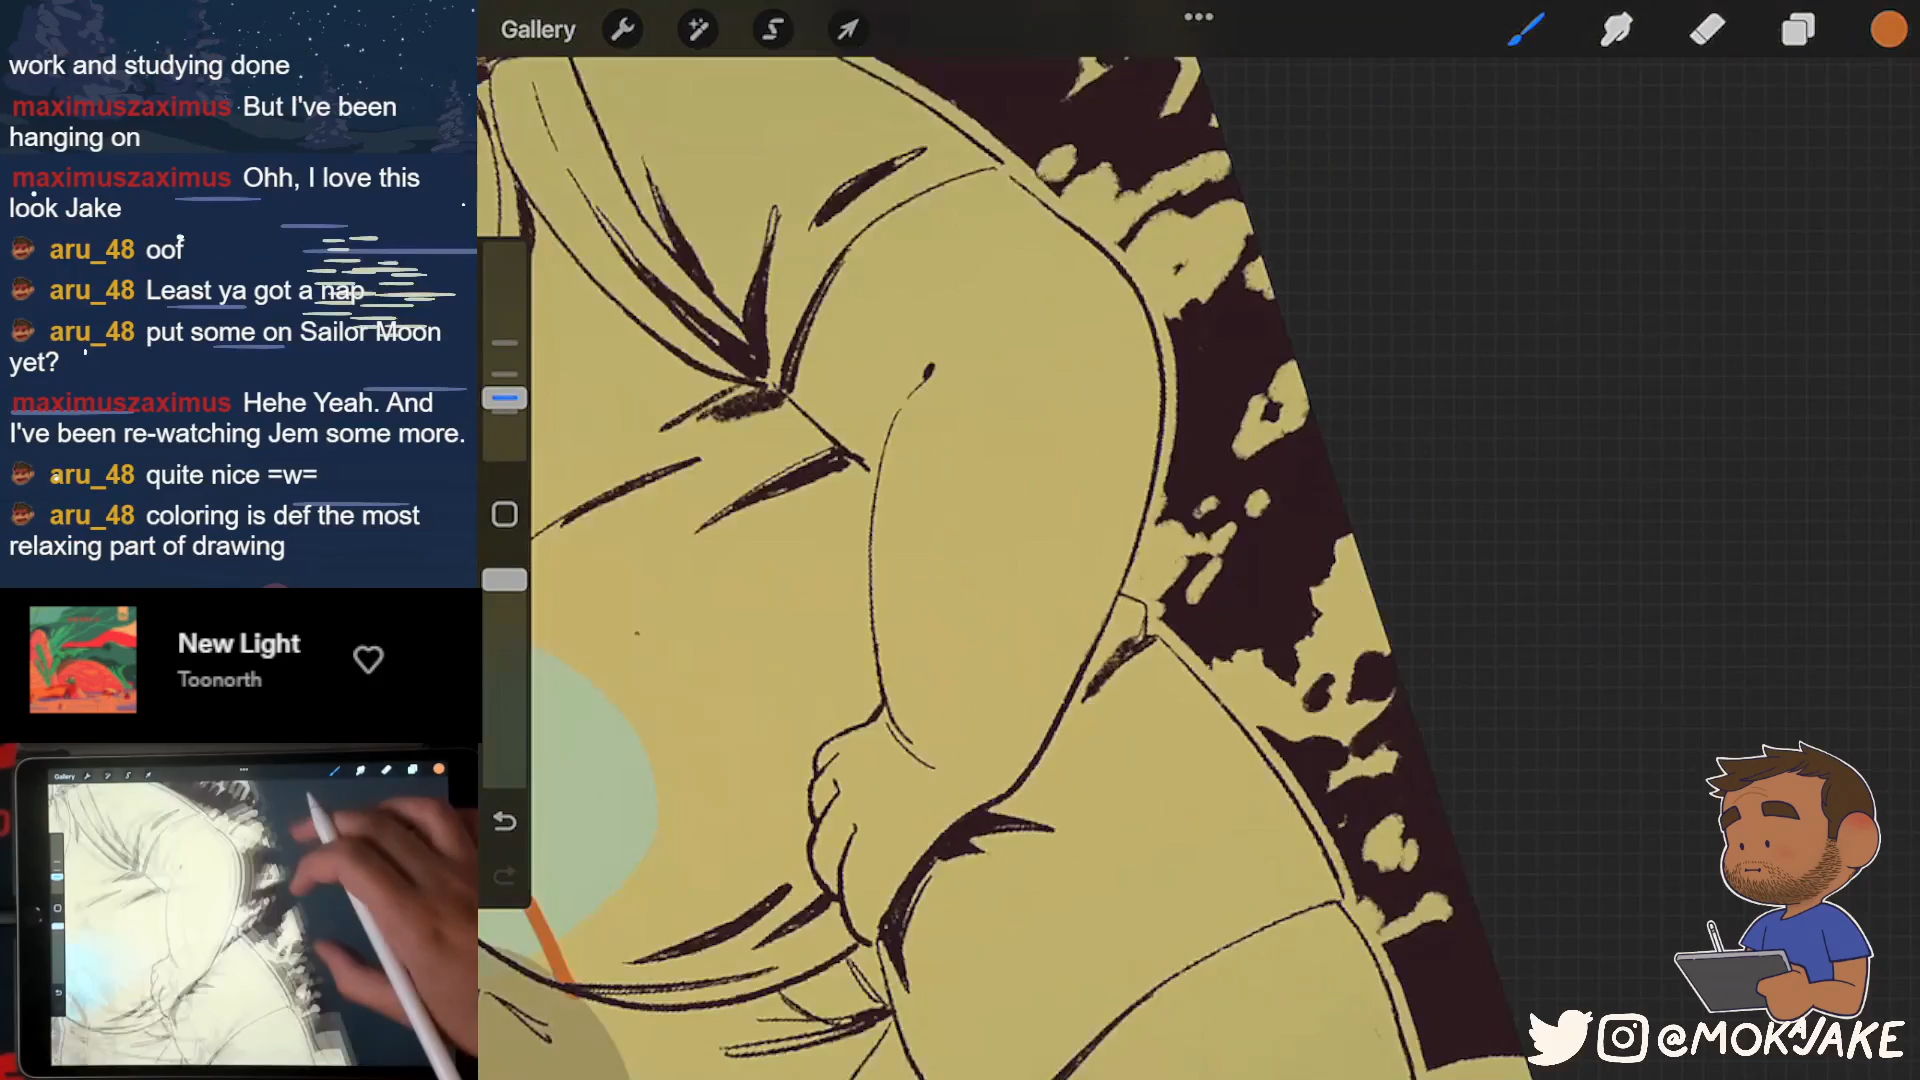 Gallery
work and studying done
maximuszaximus But I've been
hanging on
maximuszaximus Ohh, I love this
look Jake
aru_48 oof
aru_48 Least ya got a nap
aru_48 put some on Sailor Moon
yet?
maximuszaximus Hehe Yeah. And
I've been re-watching Jem some more.
aru_48 quite nice =w=
aru_48 coloring is def the most
relaxing part of drawing
New Light
Toonorth
Gallery
@MOKAJAKE